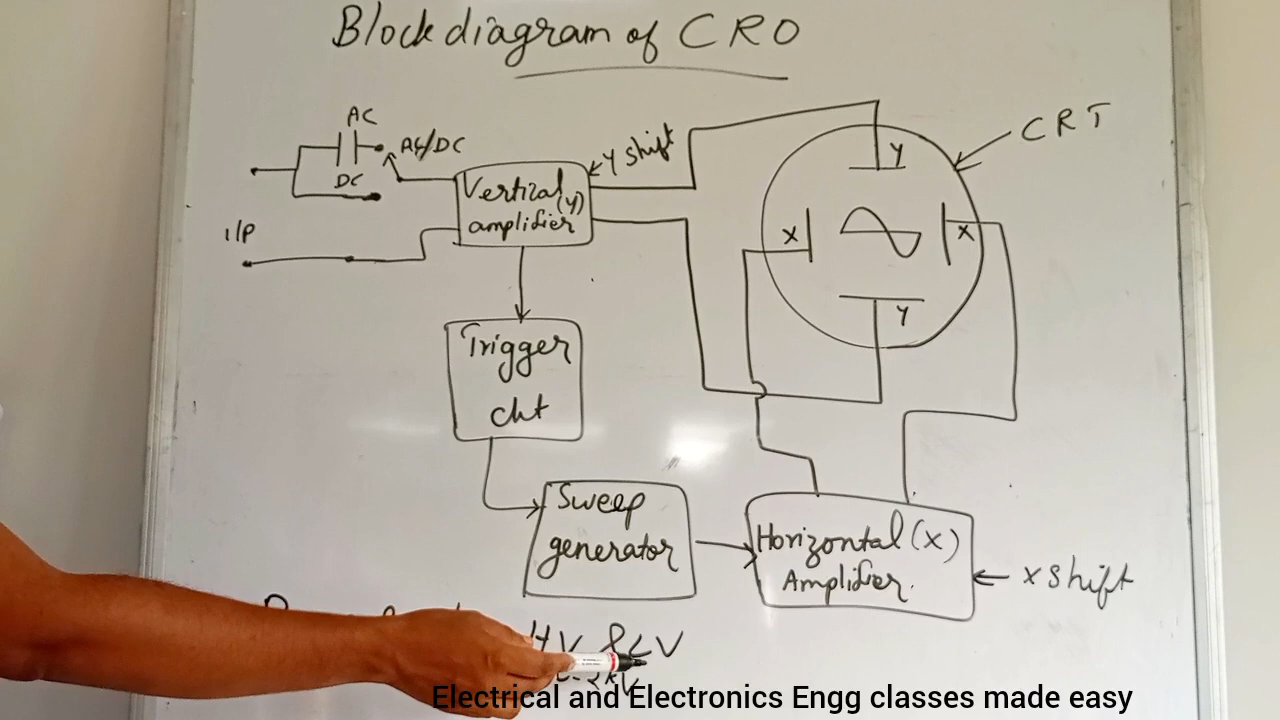 Block diagram of CRO
AC
AC/DC
DC
I/P
Vertical (Y)
amplifier
Y shift
CRT
Y
X
X
Y
Trigger
Ckt
Sweep
generator
Horizontal (X)
Amplifier.
X shift
HV & LV
Electrical and Electronics Engg classes made easy